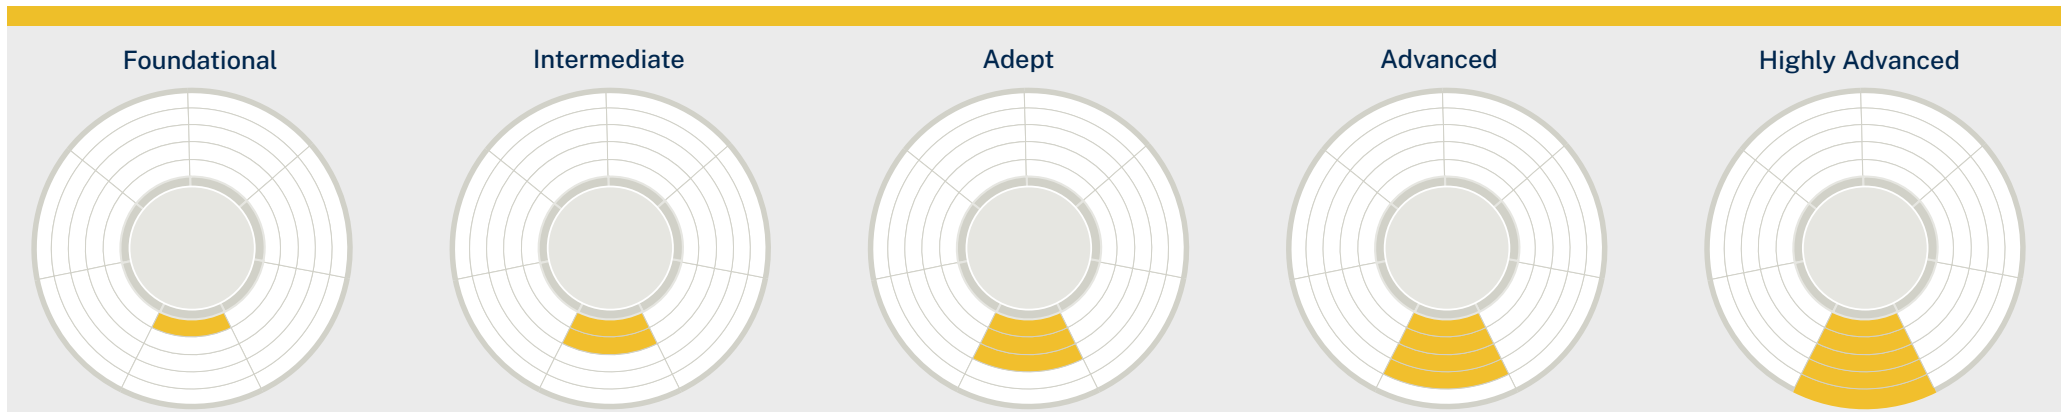 Foundational
Intermediate
Adept
Advanced
Highly Advanced